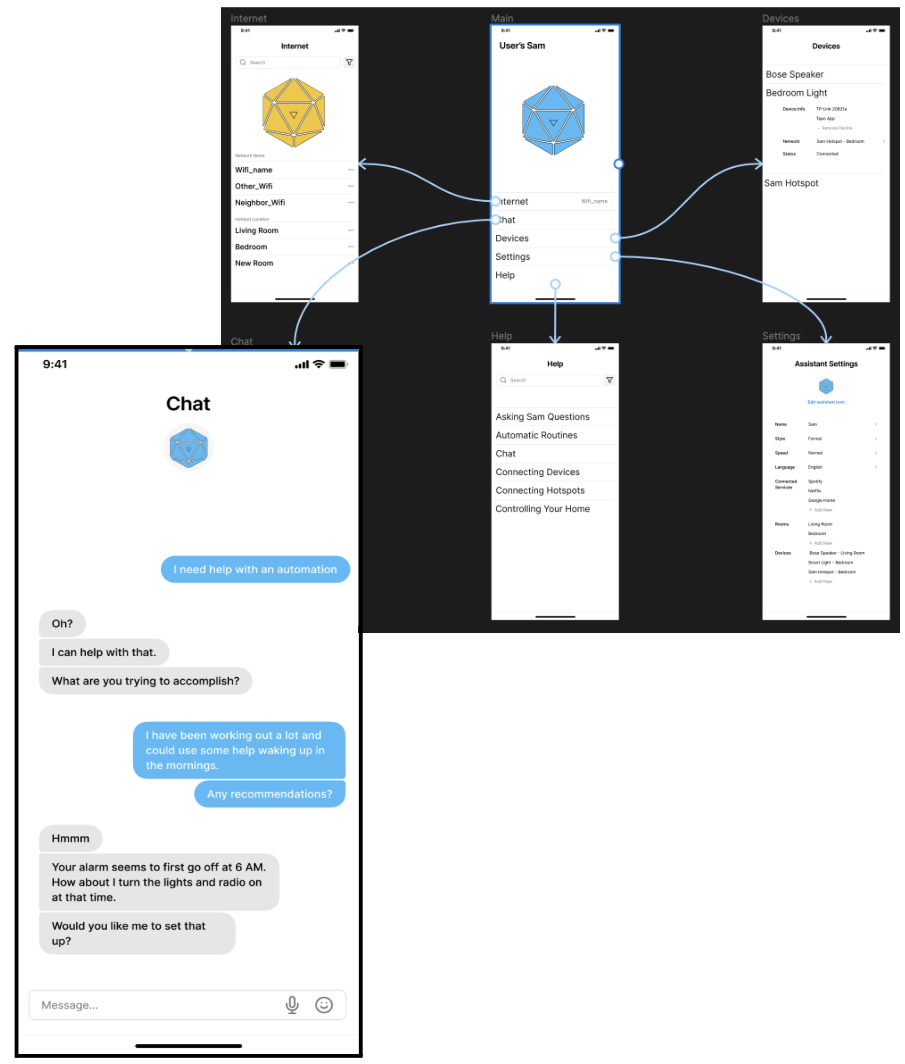 Internet
9:41
Internet
Search
Network Name
Wifi_name
Other_Wifi
Neighbor_Wifi
Hotspot Location
Living Room
Bedroom
New Room
Main
9:41
User's Sam
Internet
Wifi_name
Chat
Devices
Settings
Help
Devices
9:41
Devices
Bose Speaker
Bedroom Light
Device Info
TP-Link 20831a
Tapo App
— Remove Device
Network
Sam Hotspot - Bedroom
Status
Connected
Sam Hotspot
Chat
9:41
Chat
I need help with an automation
Oh?
I can help with that.
What are you trying to accomplish?
I have been working out a lot and
could use some help waking up in
the mornings.
Any recommendations?
Hmmm
Your alarm seems to first go off at 6 AM.
How about I turn the lights and radio on
at that time.
Would you like me to set that
up?
Message...
Help
9:41
Help
Search
Asking Sam Questions
Automatic Routines
Chat
Connecting Devices
Connecting Hotspots
Controlling Your Home
Settings
9:41
Assistant Settings
Edit assistant icon
Name
Sam
Style
Formal
Speed
Normal
Language
English
Connected
Services
Spotify
Netflix
Google Home
+ Add New
Rooms
Living Room
Bedroom
+ Add New
Devices
Bose Speaker - Living Room
Smart Light - Bedroom
Sam Hotspot - Bedroom
+ Add New